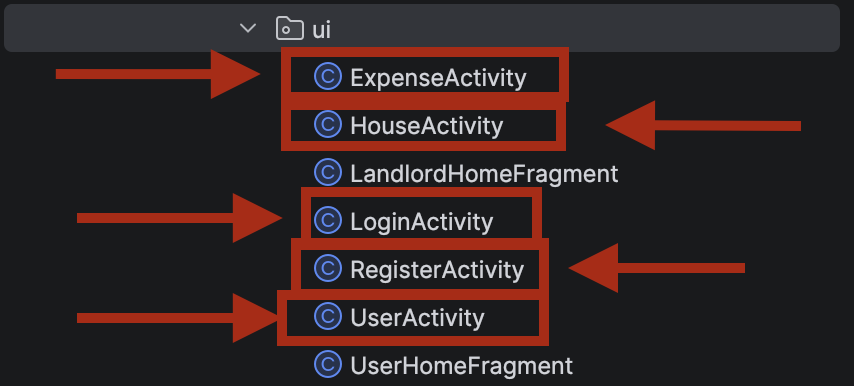 ui
C ExpenseActivity
C HouseActivity
C LandlordHomeFragment
C LoginActivity
C RegisterActivity
C UserActivity
C UserHomeFragment